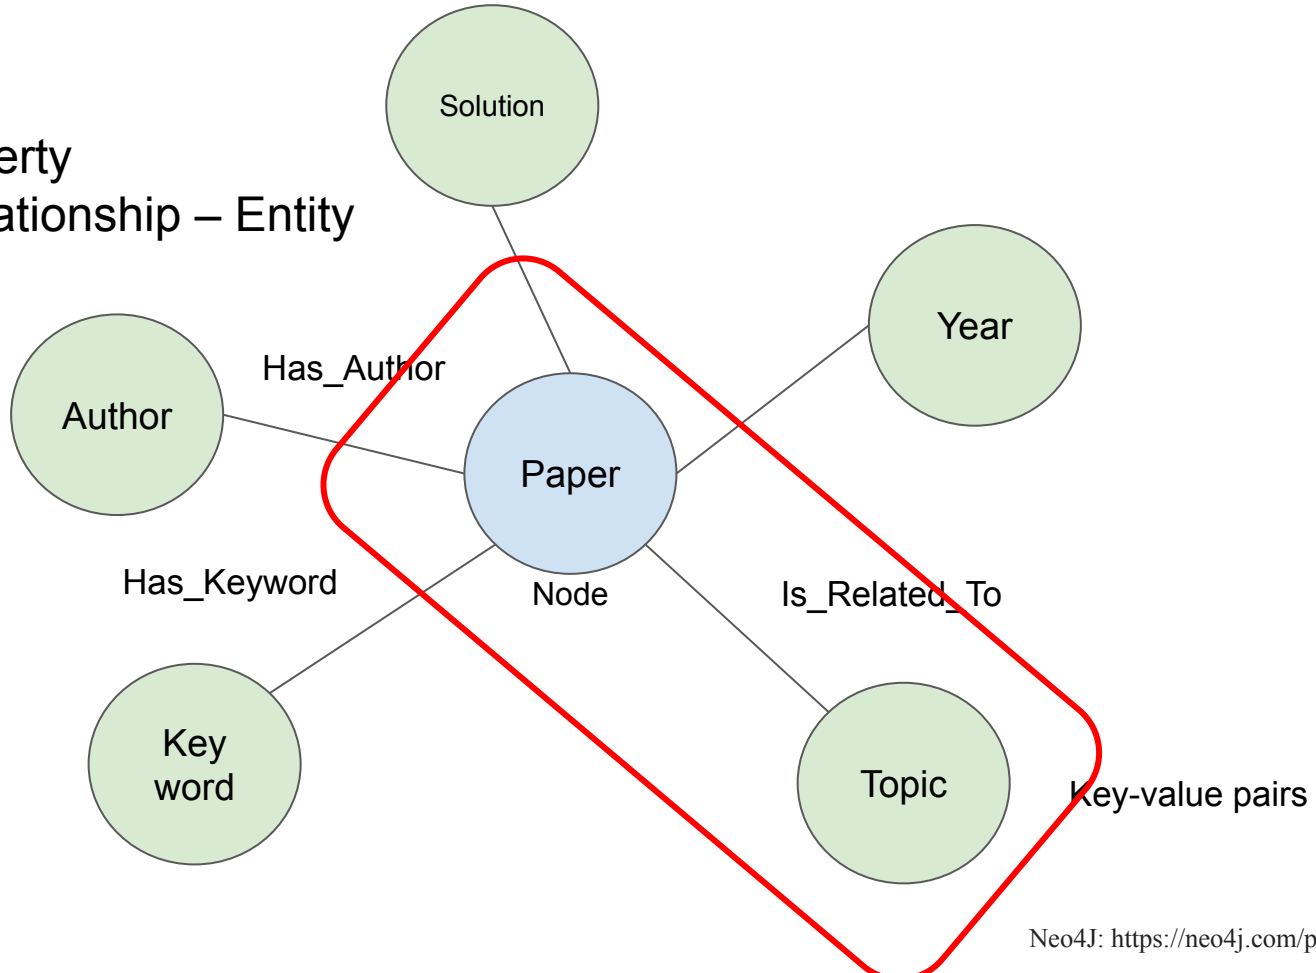 Solution
erty
ationship – Entity
Year
Has_Author
Author
Paper
Has_Keyword
Node
Is_Related_To
Key
word
Topic
Key-value pairs
Neo4J: https://neo4j.com/p